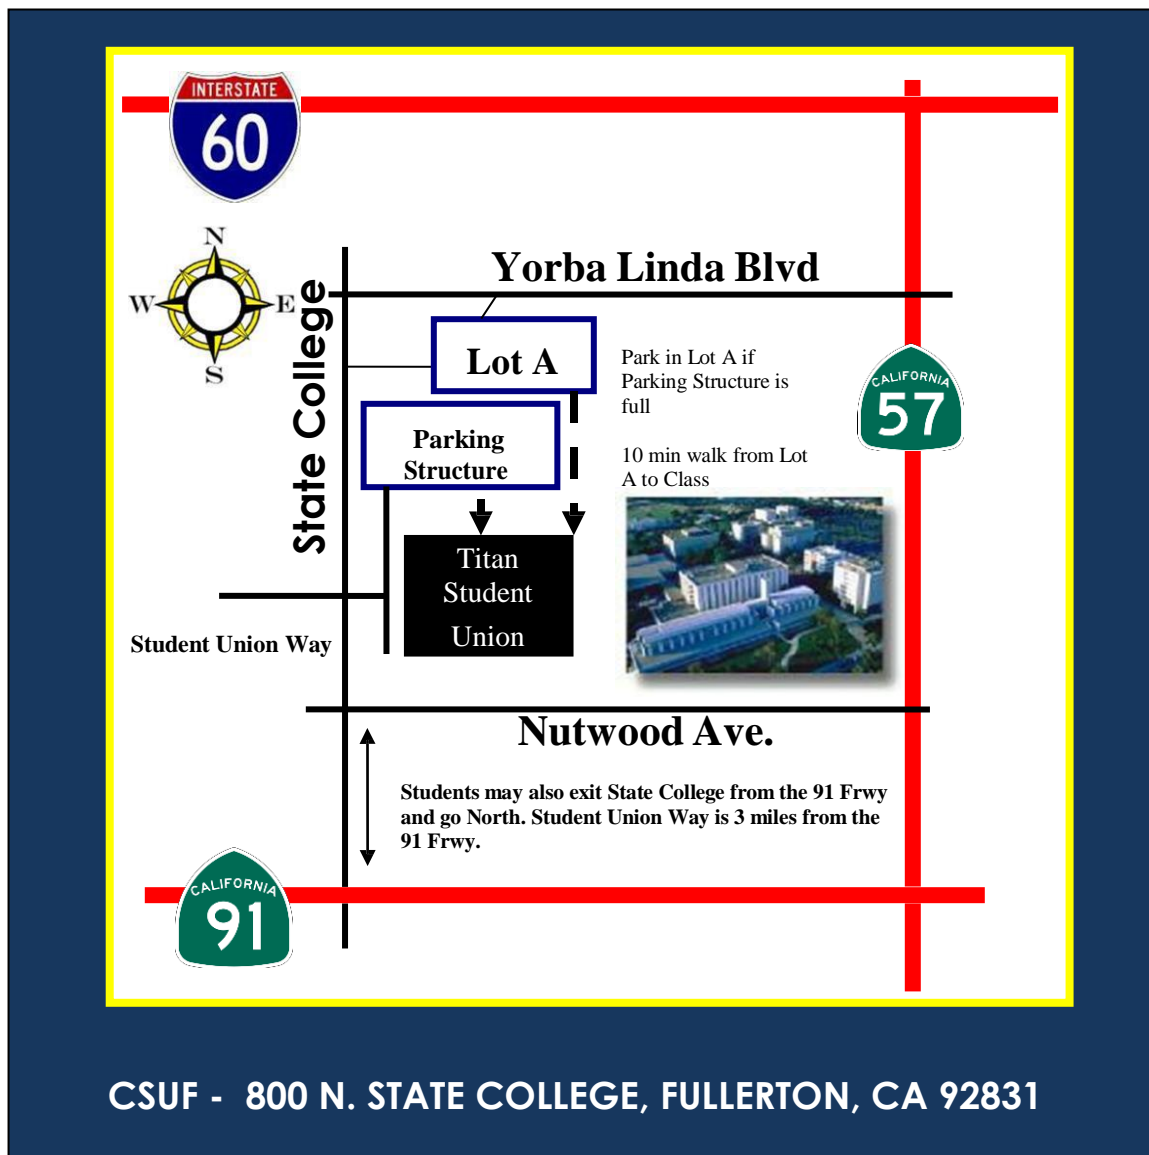 INTERSTATE
60
N
W
E
S
State College
Yorba Linda Blvd
Lot A
Park in Lot A if
Parking Structure is
full
CALIFORNIA
57
Parking
Structure
10 min walk from Lot
A to Class
Titan
Student
Union
Student Union Way
Nutwood Ave.
Students may also exit State College from the 91 Frwy
and go North. Student Union Way is 3 miles from the
91 Frwy.
CALIFORNIA
91
CSUF - 800 N. STATE COLLEGE, FULLERTON, CA 92831